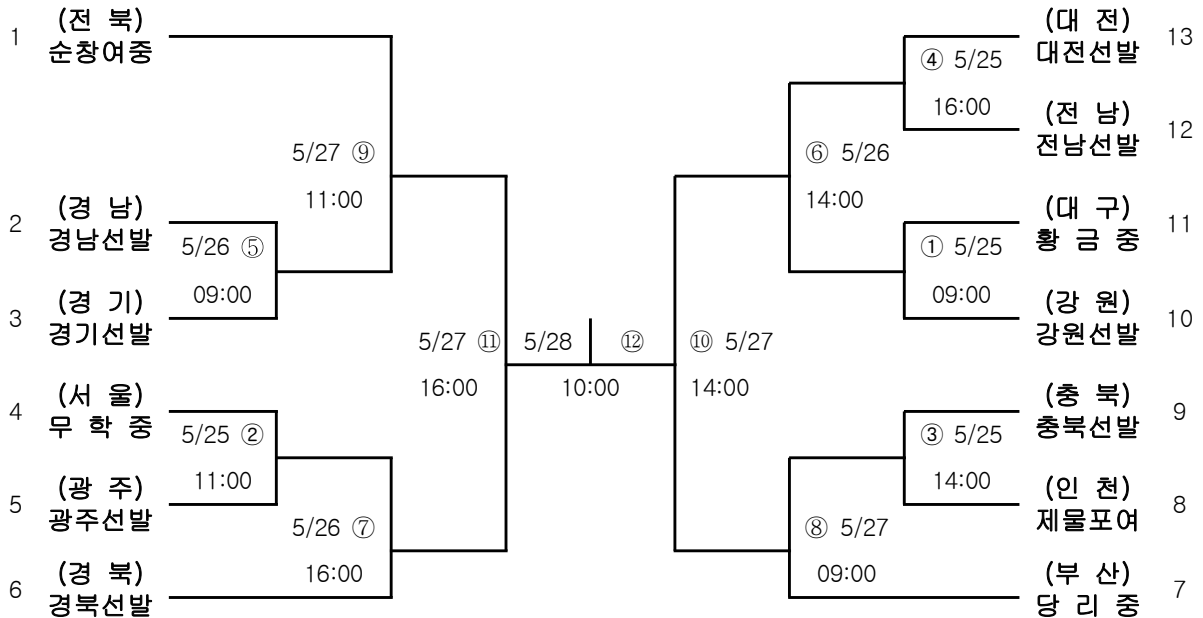 1 (전 북)
순창여중
5/27 ⑨
11:00
2 (경 남)
경남선발
5/26 ⑤
09:00
3 (경 기)
경기선발
5/27 ⑪
16:00
4 (서 울)
무 학 중
5/25 ②
11:00
5 (광 주)
광주선발
5/26 ⑦
16:00
6 (경 북)
경북선발
5/28 ⑫
10:00
(대 전) 13
대전선발
④ 5/25
16:00
(전 남) 12
전남선발
⑥ 5/26
14:00
(대 구) 11
황 금 중
① 5/25
09:00
(강 원) 10
강원선발
⑩ 5/27
14:00
(충 북) 9
충북선발
③ 5/25
14:00
(인 천) 8
제물포여
⑧ 5/27
09:00
(부 산) 7
당 리 중